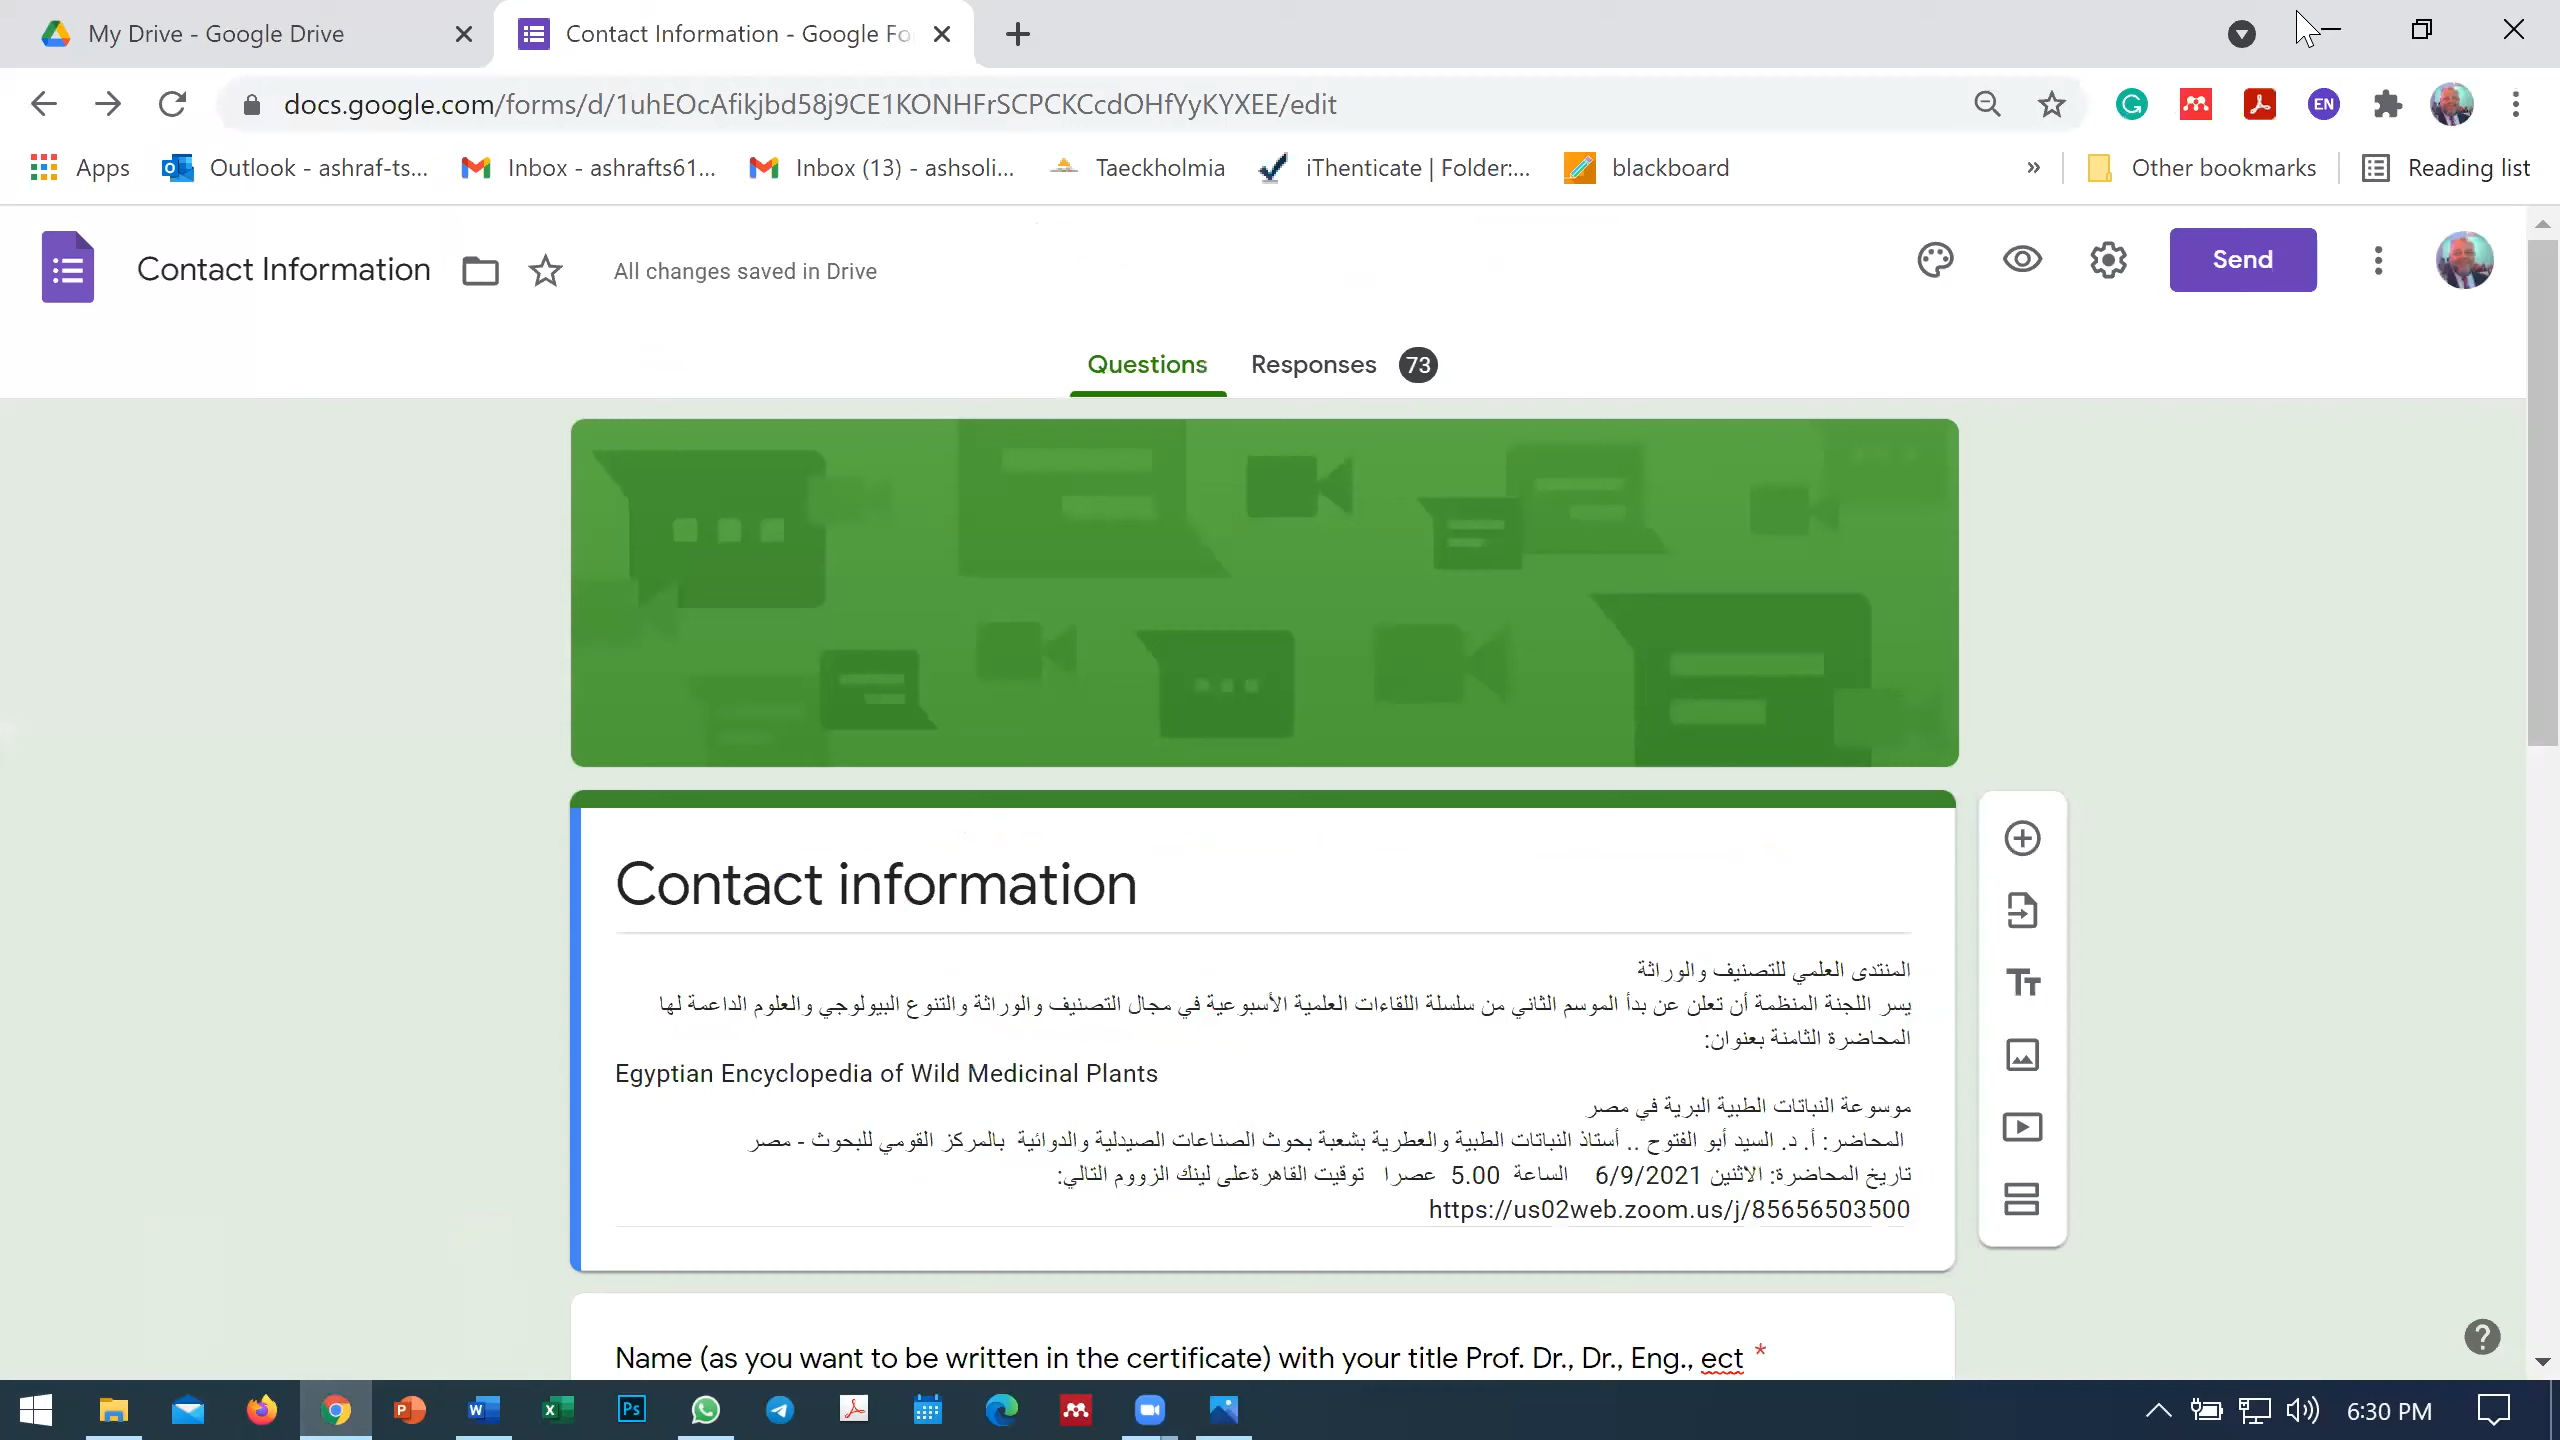 My Drive - Google Drive
Contact Information - Google Fo
docs.google.com/forms/d/1uhEOcAfikjbd58j9CE1KONHFrSCPCKCcdOHfYyKYXEE/edit
EN
Apps
Outlook - ashraf-ts...
Inbox - ashrafts61...
Inbox (13) - ashsoli...
Taeckholmia
iThenticate | Folder:...
blackboard
»
Other bookmarks
Reading list
Contact Information
All changes saved in Drive
Send
Questions
Responses 73
Contact information
المنتدى العلمي للتصنيف والوراثة
يسر اللجنة المنظمة أن تعلن عن بدأ الموسم الثاني من سلسلة اللقاءات العلمية الأسبوعية في مجال التصنيف والوراثة والتنوع البيولوجي والعلوم الداعمة لها
المحاضرة الثامنة بعنوان:
Egyptian Encyclopedia of Wild Medicinal Plants
موسوعة النباتات الطبية البرية في مصر
المحاضر: أ. د. السيد أبو الفتوح .. أستاذ النباتات الطبية والعطرية بشعبة بحوث الصناعات الصيدلية والدوائية بالمركز القومي للبحوث - مصر
تاريخ المحاضرة: الاثنين 6/9/2021 الساعة 5.00 عصرا توقيت القاهرةعلى لينك الزووم التالي:
https://us02web.zoom.us/j/85656503500
Name (as you want to be written in the certificate) with your title Prof. Dr., Dr., Eng., ect *
6:30 PM